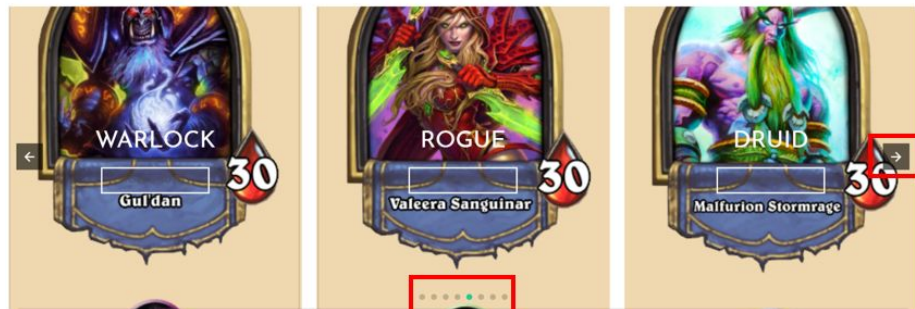 WARLOCK
30
Gul'dan
ROGUE
30
Valeera Sanguinar
DRUID
30
Malfurion Stormrage